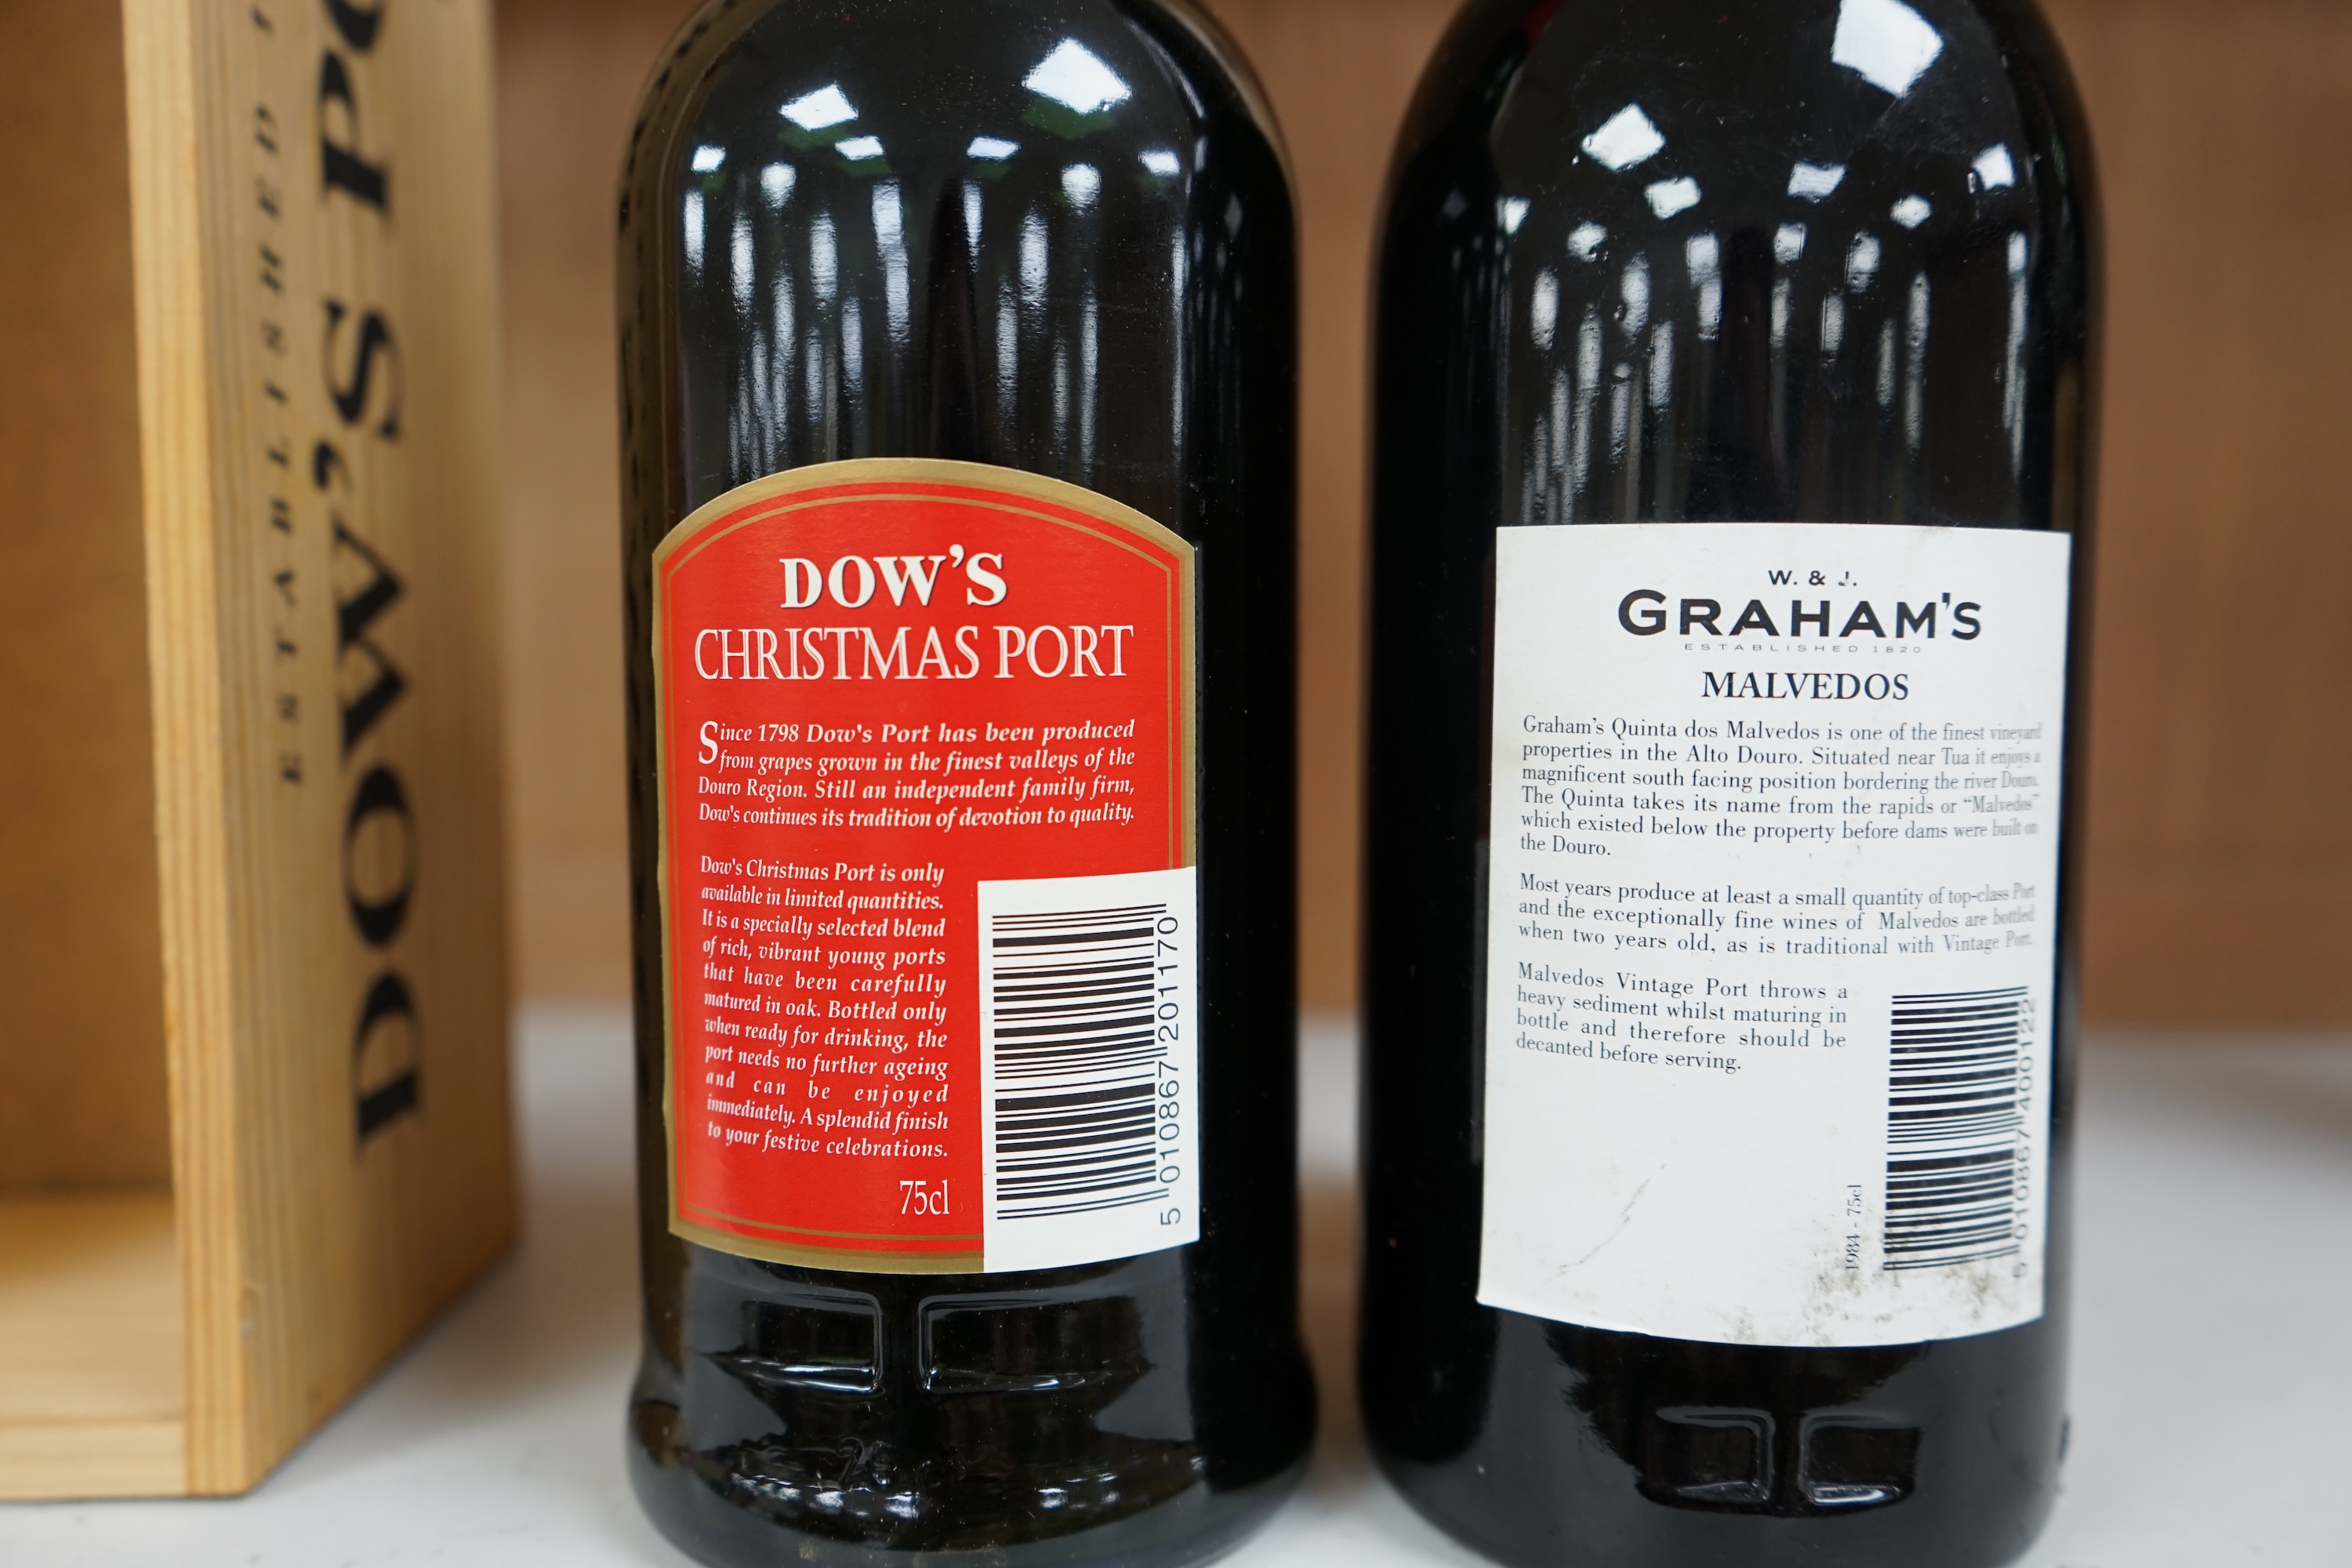 DOW'S PO
ESTABLISHED 1
DOW'S
CHRISTMAS PORT
Since 1798 Dow's Port has been produced
from grapes grown in the finest valleys of the
Douro Region. Still an independent family firm,
Dow's continues its tradition of devotion to quality.
Dow's Christmas Port is only
available in limited quantities.
It is a specially selected blend
of rich, vibrant young ports
that have been carefully
matured in oak. Bottled only
when ready for drinking, the
port needs no further ageing
and can be enjoyed
immediately. A splendid finish
to your festive celebrations.
75cl
5 010867 201170
W. & J.
GRAHAM'S
ESTABLISHED 1820
MALVEDOS
Graham's Quinta dos Malvedos is one of the finest vineyard
properties in the Alto Douro. Situated near Tua it enjoys a
magnificent south facing position bordering the river Douro.
The Quinta takes its name from the rapids or "Malvedos"
which existed below the property before dams were built on
the Douro.
Most years produce at least a small quantity of top-class Port
and the exceptionally fine wines of Malvedos are bottled
when two years old, as is traditional with Vintage Port.
Malvedos Vintage Port throws a
heavy sediment whilst maturing in
bottle and therefore should be
decanted before serving.
1984 - 75cl
5 010867 400122